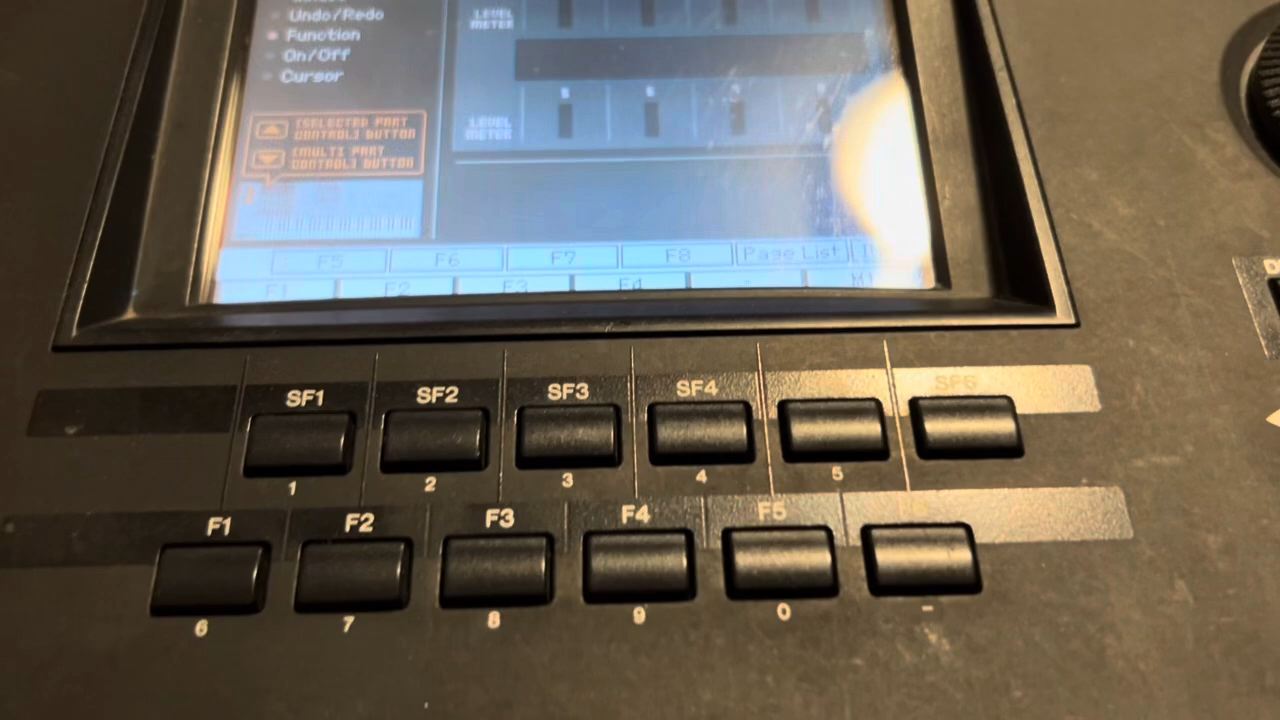 Undo/Redo
Function
On/Off
Cursor
[SELECTED PART
CONTROL] BUTTON
[MULTI PART
CONTROL] BUTTON
LEVEL
METER
LEVEL
METER
F5 F6 F7 F8 Page List
F1 F2 F3 F4
SF1 SF2 SF3 SF4 SF6
1 2 3 4 5
F1 F2 F3 F4 F5
6 7 8 9 0 -